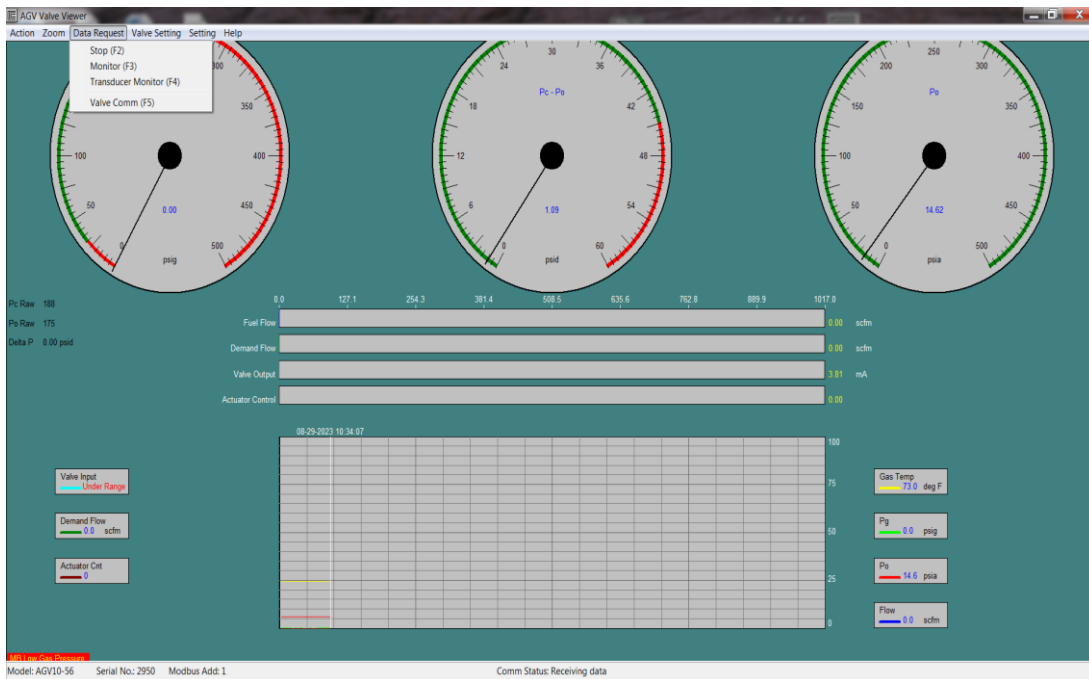 AGV Valve Viewer
Action Zoom Data Request Valve Setting Setting Help
Stop (F2)
Monitor (F3)
Transducer Monitor (F4)
Valve Comm (F5)
300
350
100
400
50
0.00
450
0
500
psig
30
24
36
Pc - Po
18
42
12
48
6
1.09
54
0
60
psid
250
200
300
Po
150
350
100
400
50
14.62
450
0
500
psia
Pc Raw 188
Po Raw 175
Delta P 0.00 psid
0.0 127.1 254.3 381.4 508.5 635.6 762.8 889.9 1017.0
Fuel Flow 0.00 scfm
Demand Flow 0.00 scfm
Valve Output 3.81 mA
Actuator Control 0.00
08-29-2023 10:34:07
100
75
50
25
0
Valve Input
Under Range
Demand Flow
0.0 scfm
Actuator Cnt
0
Gas Temp
73.0 deg F
Pg
0.0 psig
Po
14.6 psia
Flow
0.0 scfm
MB Low Gas Pressure
Model: AGV10-56 Serial No.: 2950 Modbus Add: 1 Comm Status: Receiving data